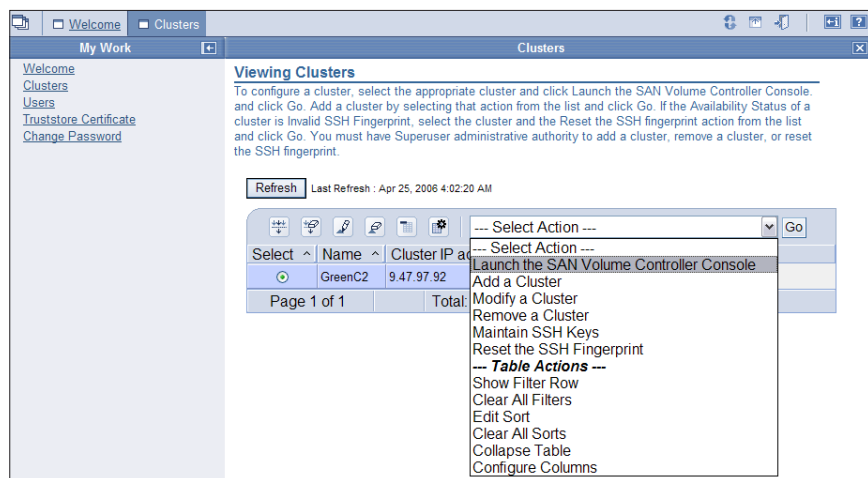 Welcome
Clusters
?
My Work
Clusters
Welcome
Clusters
Users
Truststore Certificate
Change Password
Viewing Clusters
To configure a cluster, select the appropriate cluster and click Launch the SAN Volume Controller Console.
and click Go. Add a cluster by selecting that action from the list and click Go. If the Availability Status of a
cluster is Invalid SSH Fingerprint, select the cluster and the Reset the SSH fingerprint action from the list
and click Go. You must have Superuser administrative authority to add a cluster, remove a cluster, or reset
the SSH fingerprint.
Refresh Last Refresh : Apr 25, 2006 4:02:20 AM
--- Select Action --- Go
Select Name Cluster IP ad
GreenC2 9.47.97.92
Page 1 of 1 Total:
--- Select Action ---
Launch the SAN Volume Controller Console
Add a Cluster
Modify a Cluster
Remove a Cluster
Maintain SSH Keys
Reset the SSH Fingerprint
--- Table Actions ---
Show Filter Row
Clear All Filters
Edit Sort
Clear All Sorts
Collapse Table
Configure Columns